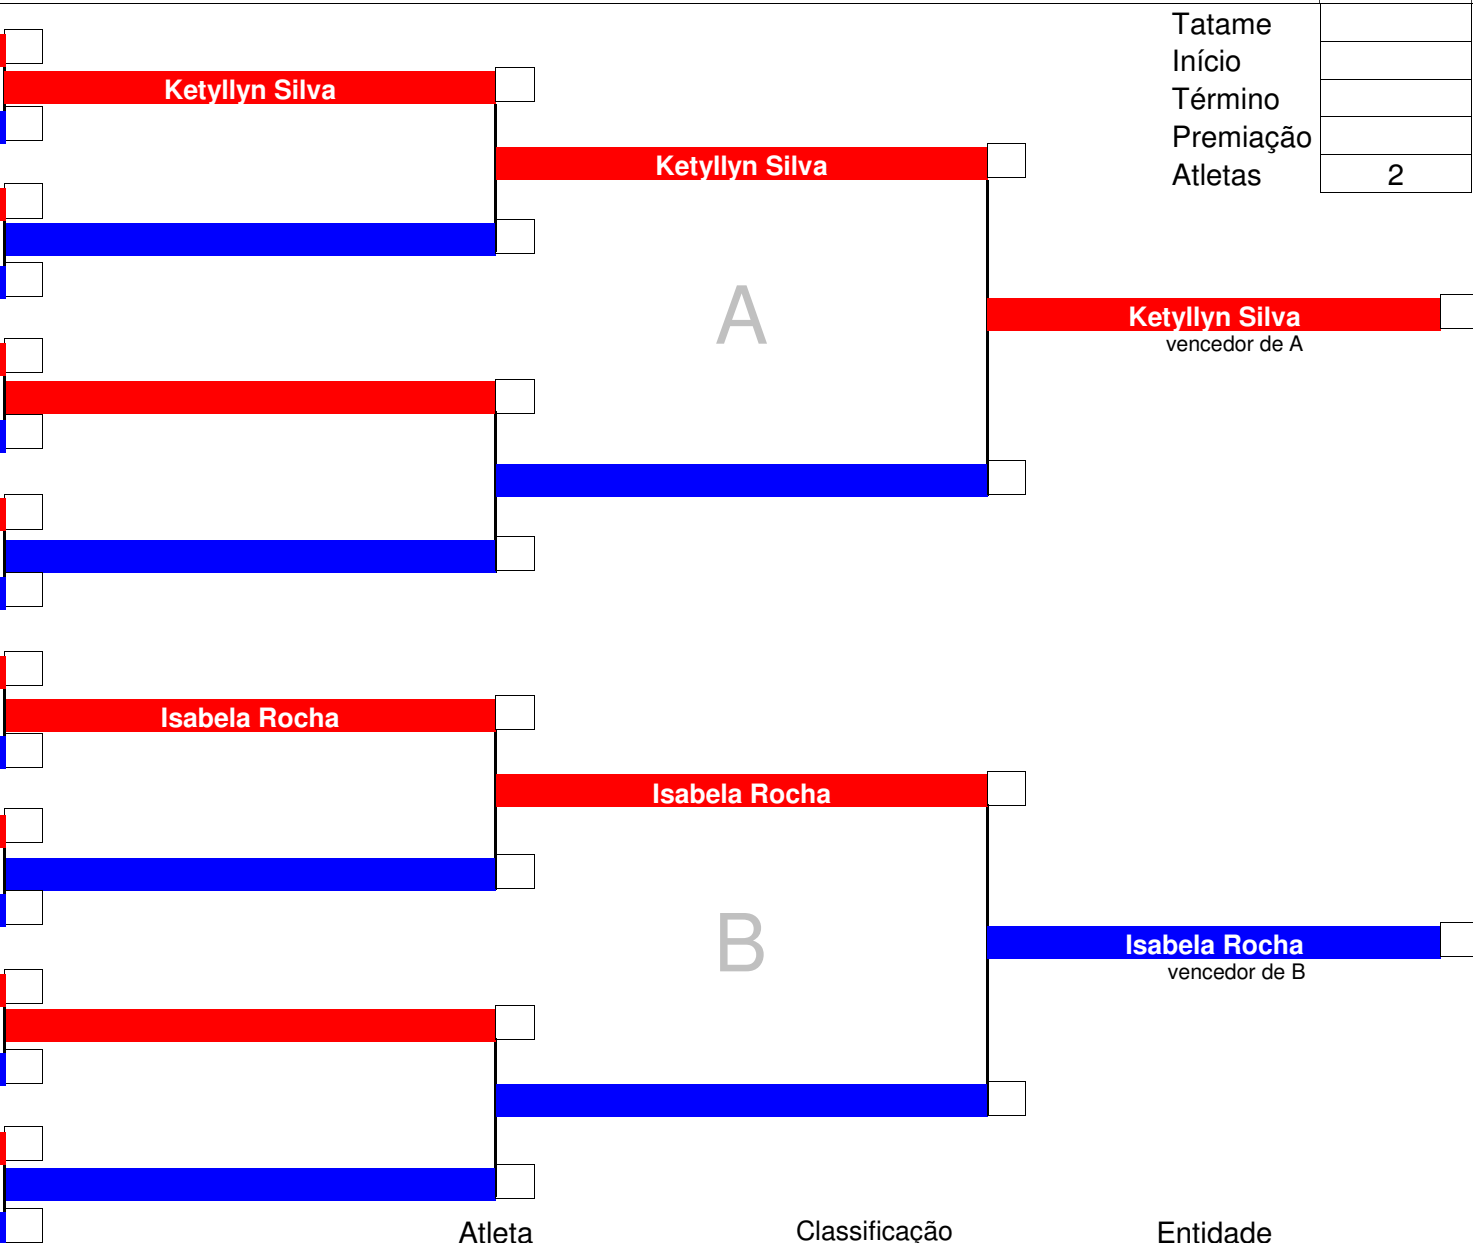 Tatame
Início
Término
Premiação
Atletas 2
Ketyllyn Silva
Ketyllyn Silva
A
Ketyllyn Silva
vencedor de A
Isabela Rocha
Isabela Rocha
B
Isabela Rocha
vencedor de B
Atleta Classificação Entidade